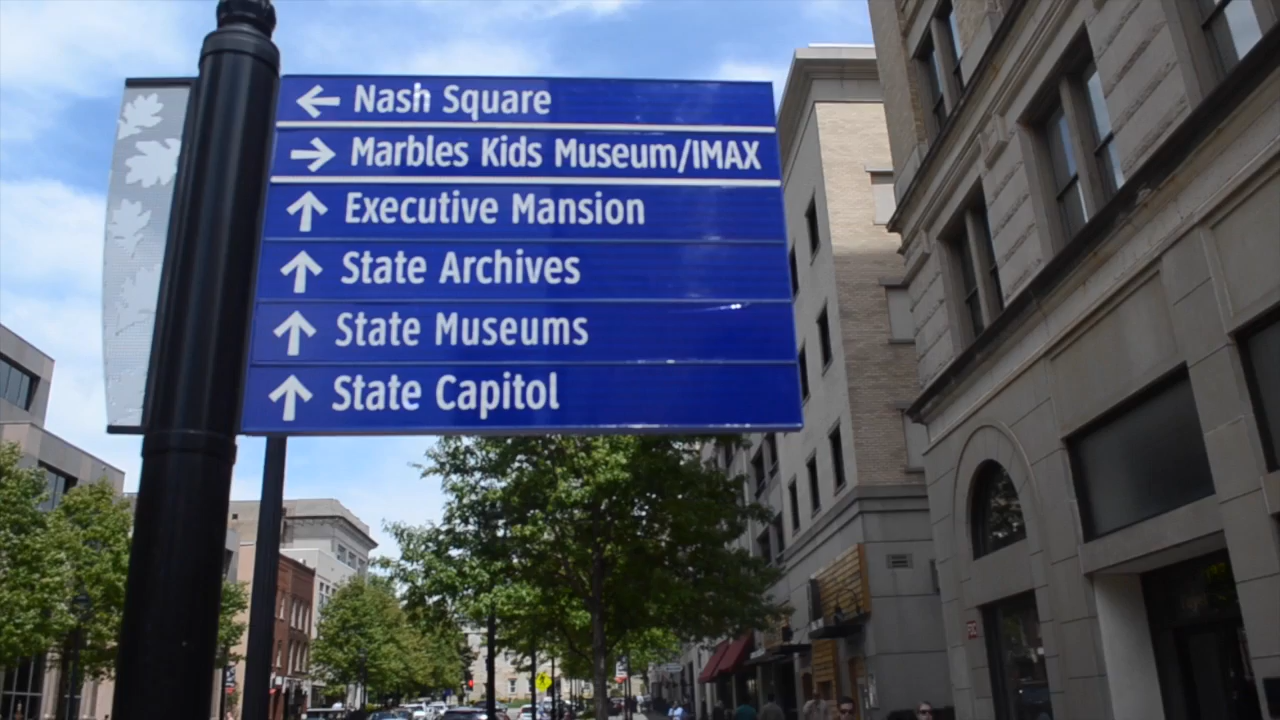 ← Nash Square
→ Marbles Kids Museum/IMAX
↑ Executive Mansion
↑ State Archives
↑ State Museums
↑ State Capitol